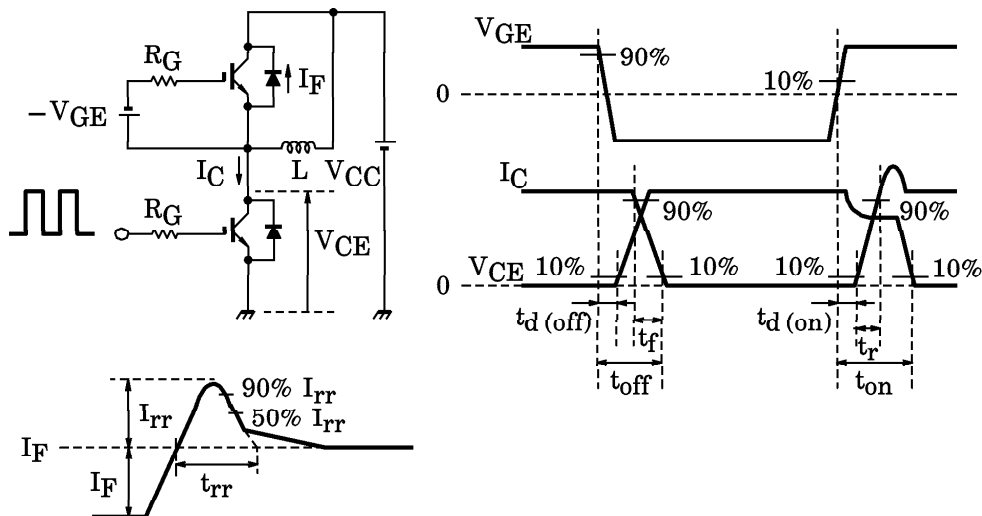 R_G
I_F
−V_GE
I_C
L
V_CC
R_G
V_CE
V_GE
90%
10%
0
I_C
90%
90%
V_CE
10%
10%
10%
10%
0
t_d (off)
t_f
t_off
t_d (on)
t_r
t_on
I_rr
90% I_rr
50% I_rr
I_F
I_F
t_rr